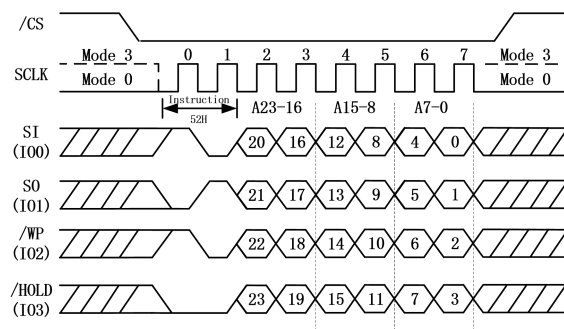 /CS
Mode 3 0 1 2 3 4 5 6 7 Mode 3
SCLK
Mode 0 Mode 0
Instruction A23-16 A15-8 A7-0
52H
SI
(IO0) 20 16 12 8 4 0
SO
(IO1) 21 17 13 9 5 1
/WP
(IO2) 22 18 14 10 6 2
/HOLD
(IO3) 23 19 15 11 7 3